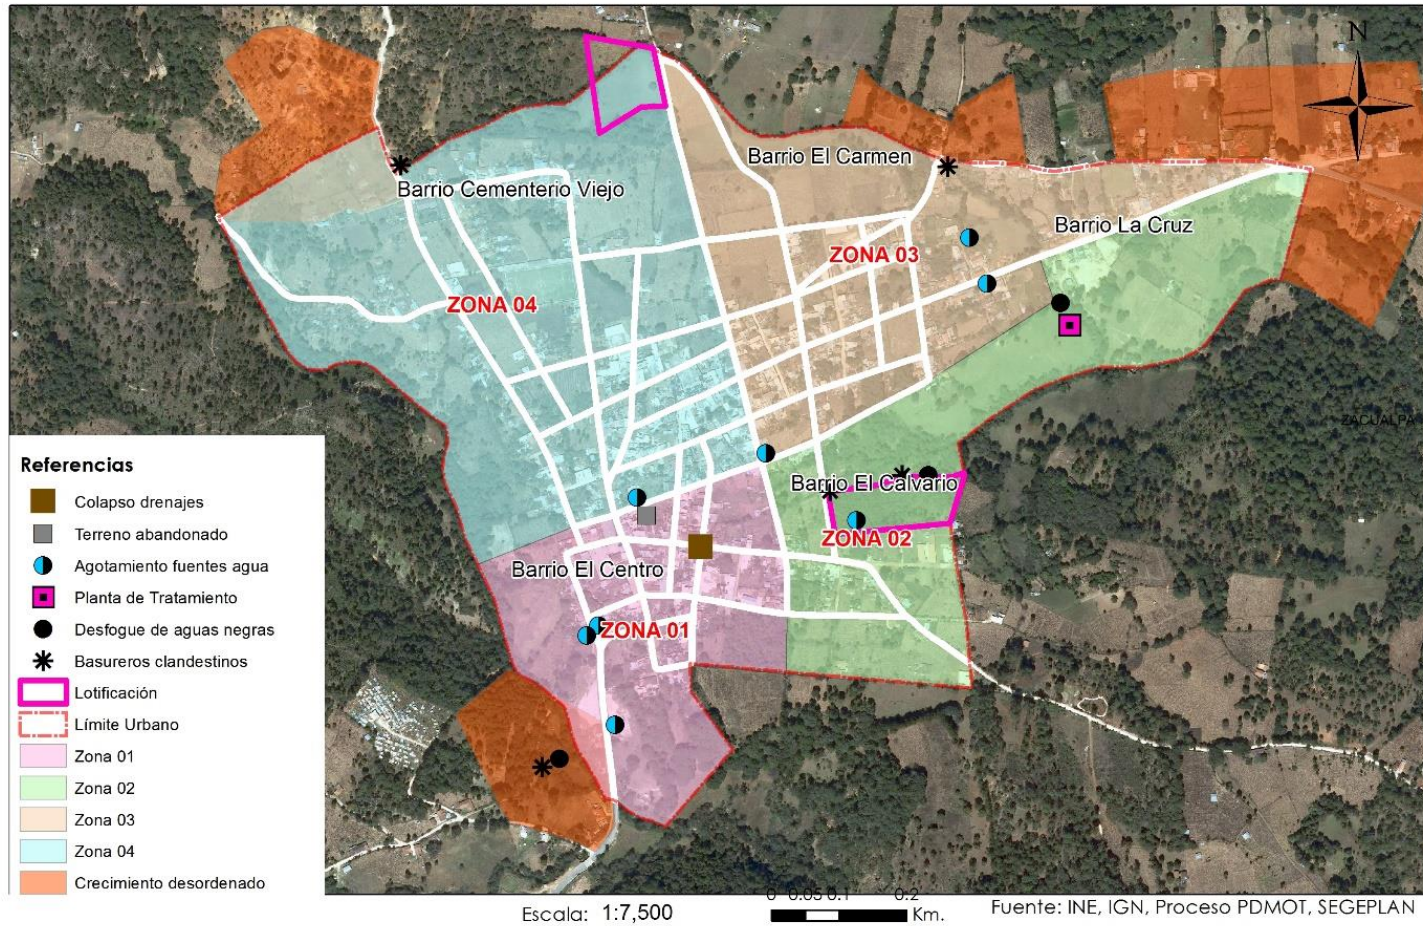 N
Barrio El Carmen
Barrio Cementerio Viejo
Barrio La Cruz
ZONA 03
ZONA 04
Barrio El Calvario
ZONA 02
Barrio El Centro
ZONA 01
Referencias
Colapso drenajes
Terreno abandonado
Agotamiento fuentes agua
Planta de Tratamiento
Desfogue de aguas negras
Basureros clandestinos
Lotificación
Límite Urbano
Zona 01
Zona 02
Zona 03
Zona 04
Crecimiento desordenado
Escala: 1:7,500
0 0.05 0.1 0.2
Km.
Fuente: INE, IGN, Proceso PDMOT, SEGEPLAN